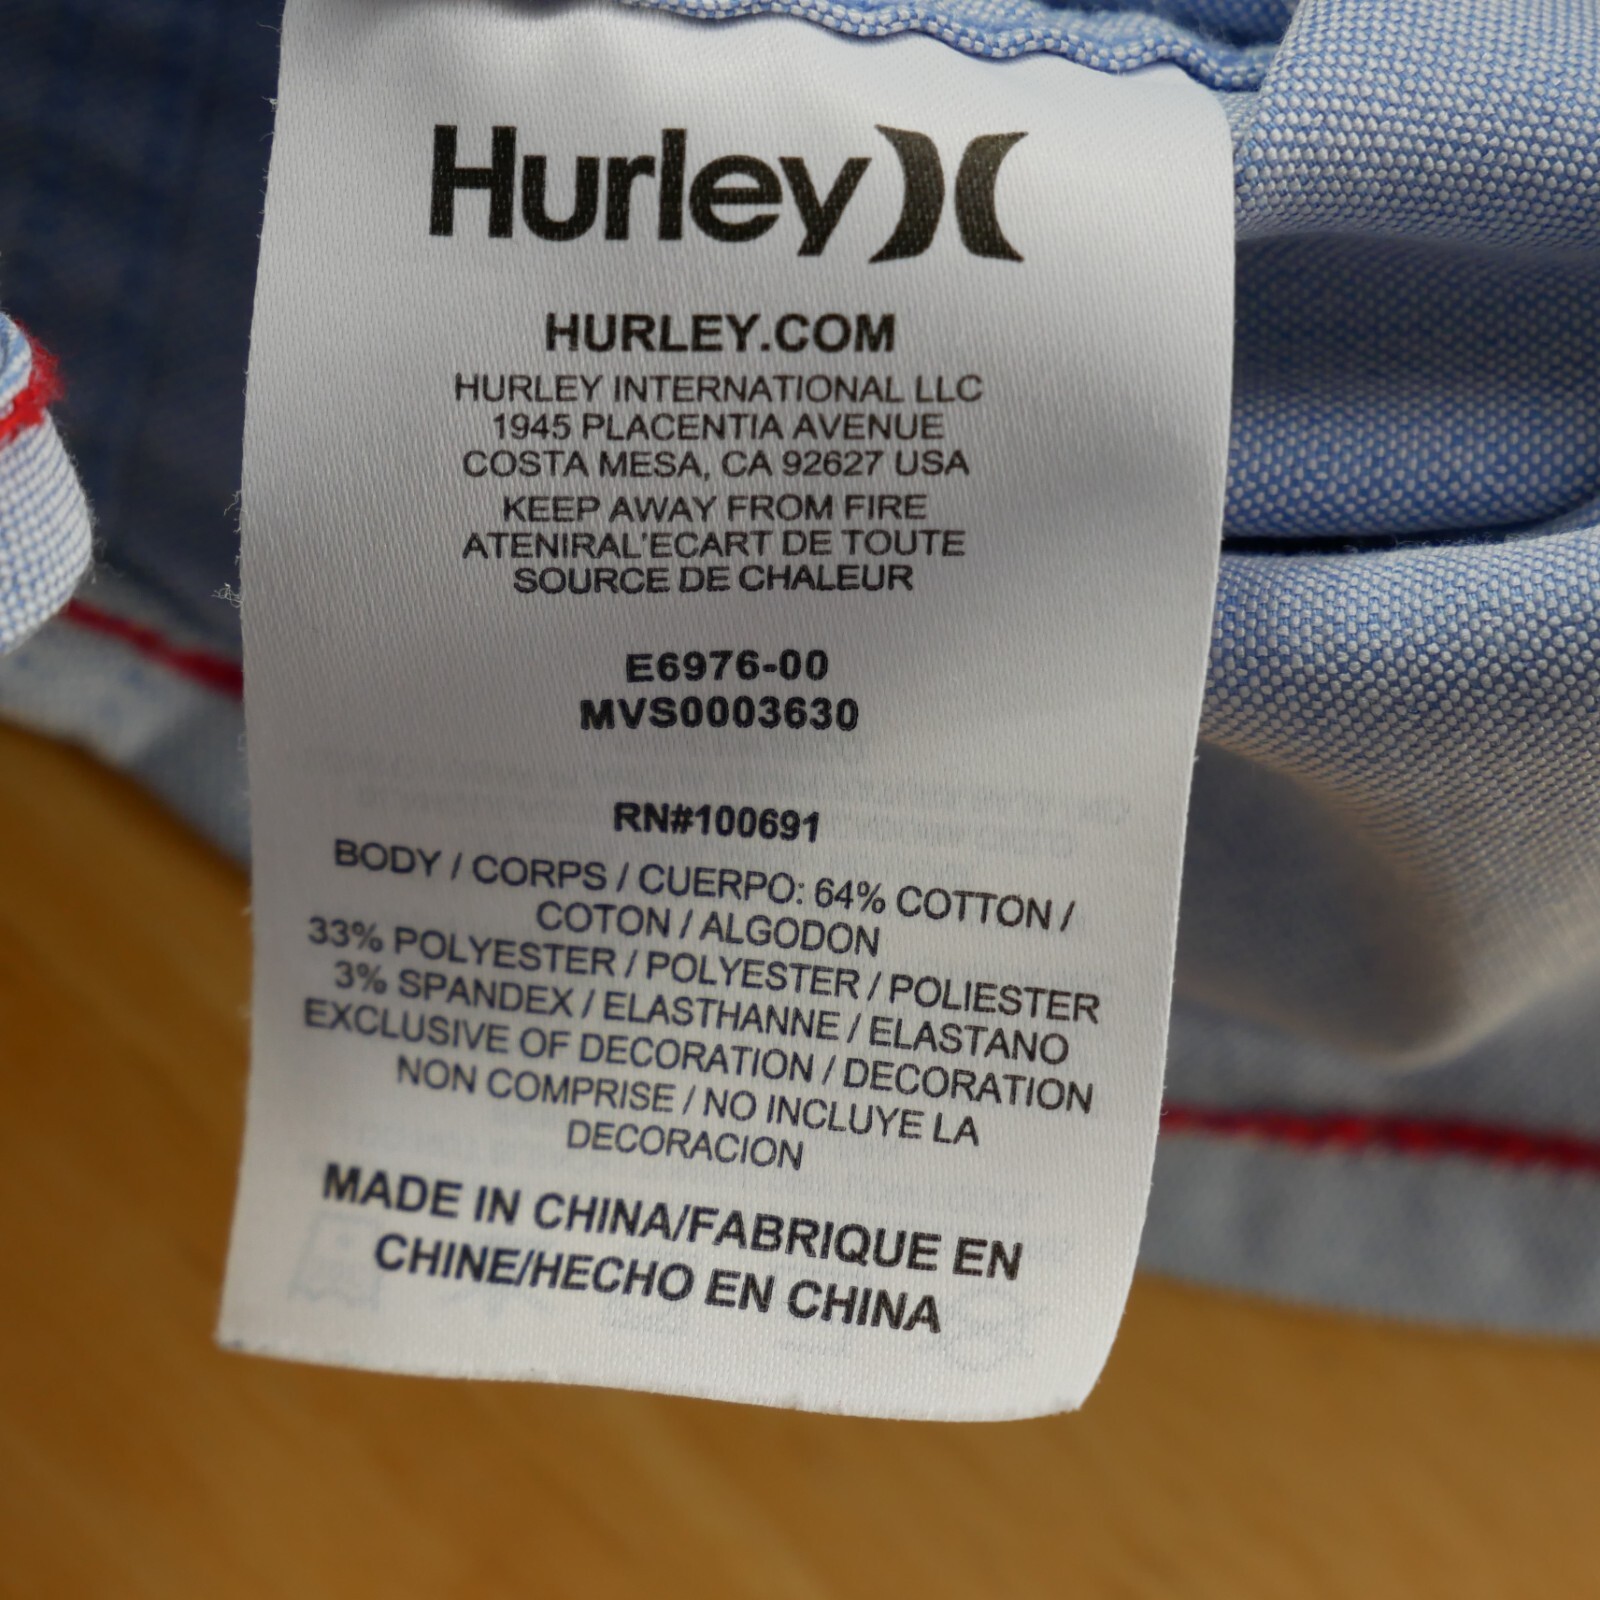 Hurley
HURLEY.COM
HURLEY INTERNATIONAL LLC
1945 PLACENTIA AVENUE
COSTA MESA, CA 92627 USA
KEEP AWAY FROM FIRE
ATENIRAL'ECART DE TOUTE
SOURCE DE CHALEUR
E6976-00
MVS0003630
RN#100691
BODY / CORPS / CUERPO: 64% COTTON /
COTON / ALGODON
33% POLYESTER / POLYESTER / POLIESTER
3% SPANDEX / ELASTHANNE / ELASTANO
EXCLUSIVE OF DECORATION / DECORATION
NON COMPRISE / NO INCLUYE LA
DECORACION
MADE IN CHINA/FABRIQUE EN
CHINE/HECHO EN CHINA